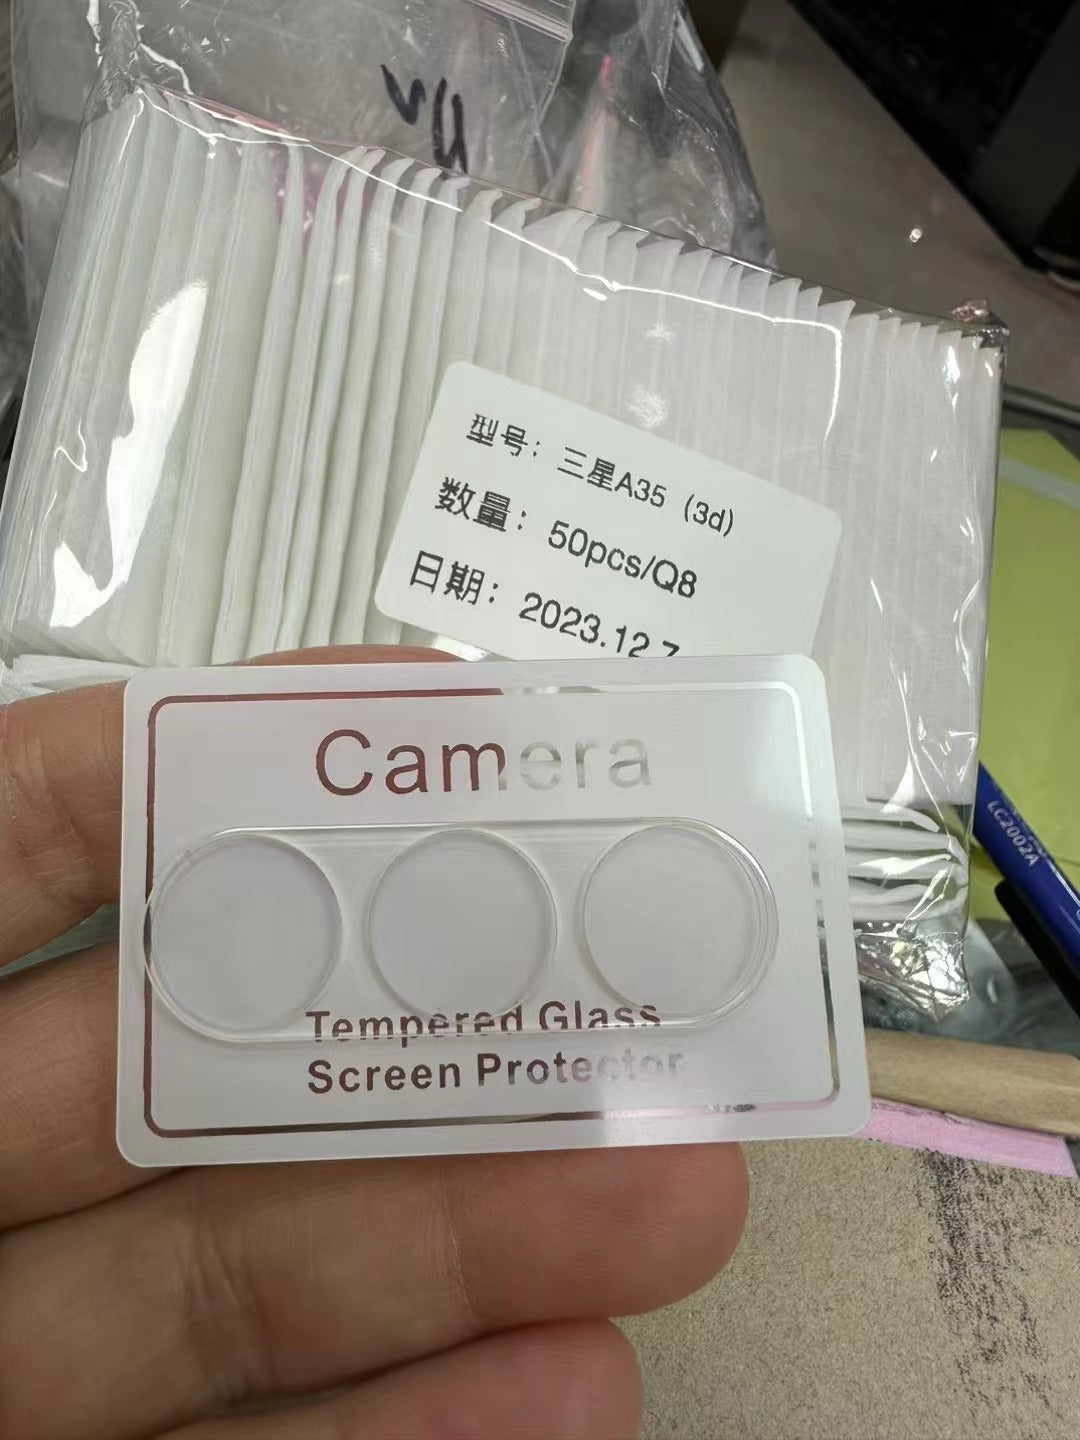 型号：三星A35（3d）
数量：50pcs/Q8
日期：2023.12.7
Camera
Tempered Glass
Screen Protector
LC2002A